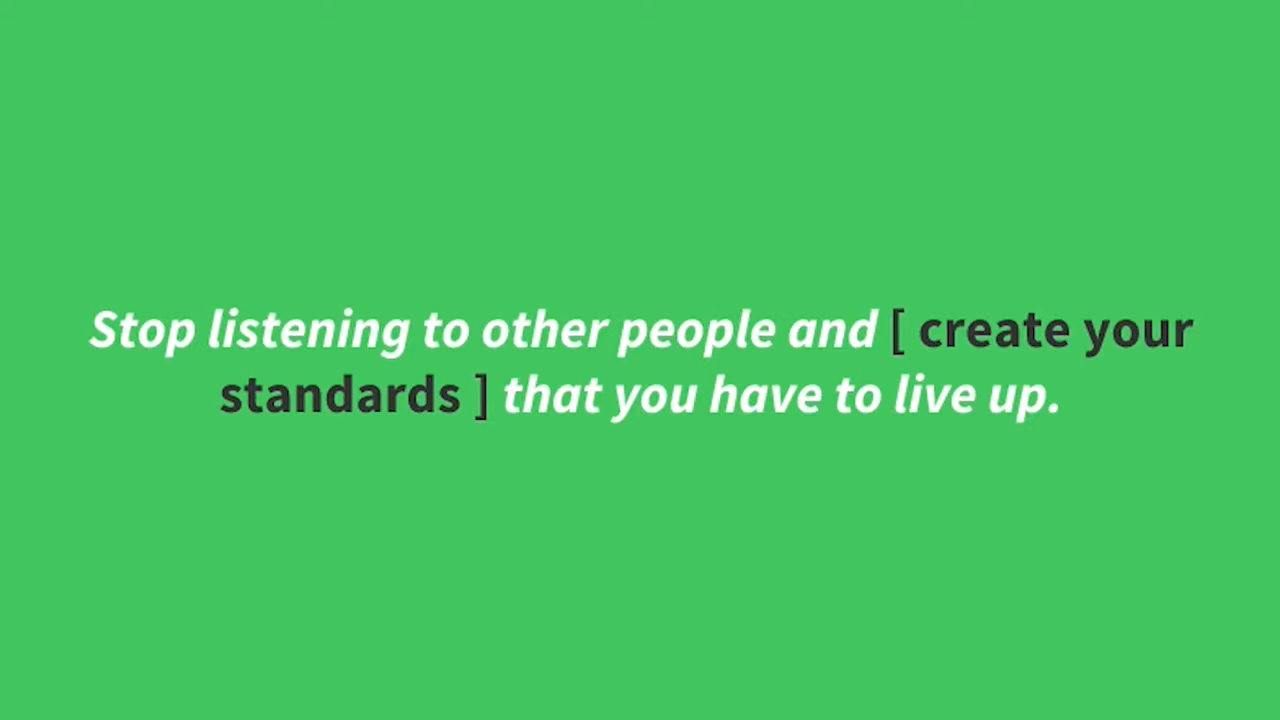 Stop listening to other people and [ create your
standards ] that you have to live up.